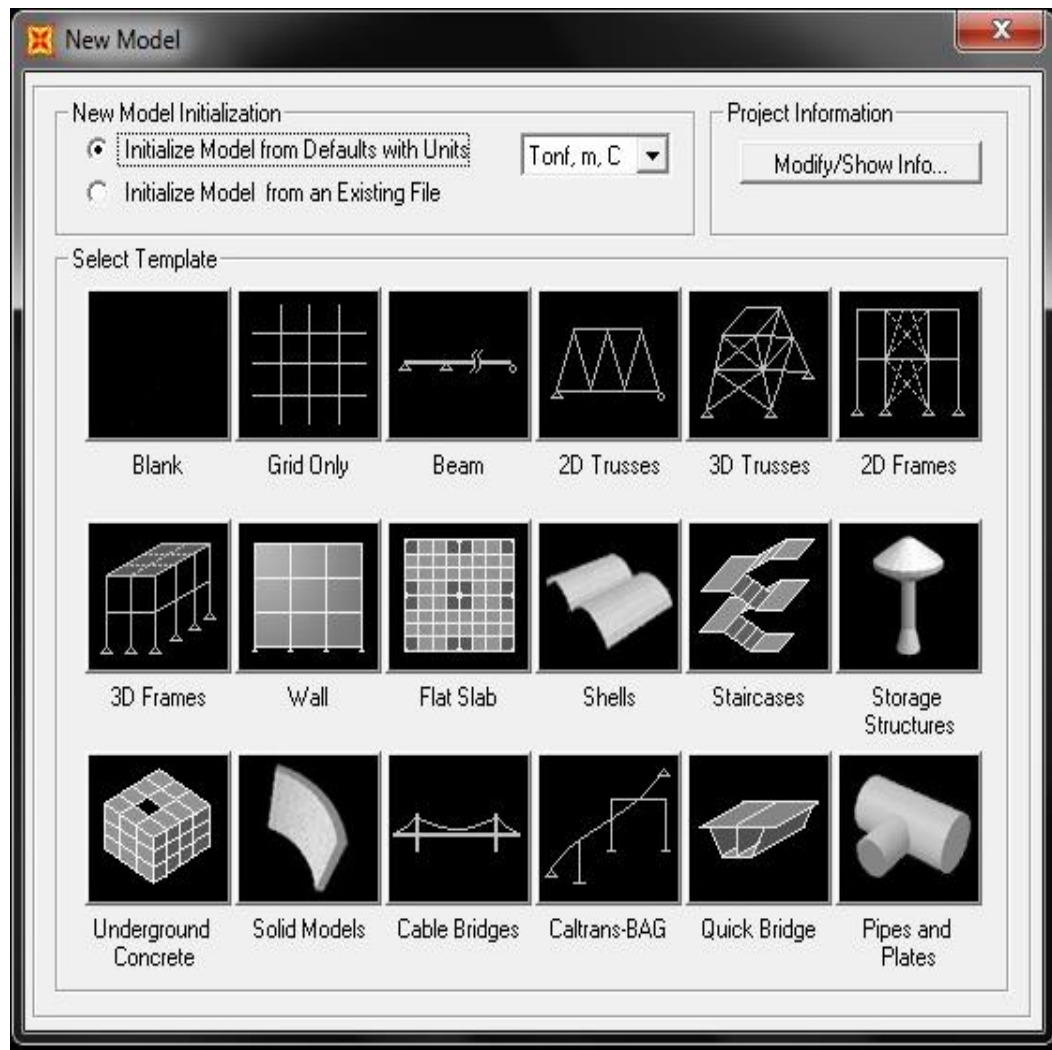 New Model
New Model Initialization
Project Information
Initialize Model from Defaults with Units
Tonf, m, C
Modify/Show Info...
Initialize Model from an Existing File
Select Template
Blank
Grid Only
Beam
2D Trusses
3D Trusses
2D Frames
3D Frames
Wall
Flat Slab
Shells
Staircases
Storage
Structures
Underground
Concrete
Solid Models
Cable Bridges
Caltrans-BAG
Quick Bridge
Pipes and
Plates